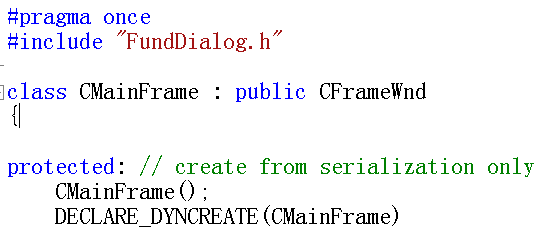 #pragma once
#include "FundDialog.h"
class CMainFrame : public CFrameWnd
{
protected: // create from serialization only
CMainFrame();
DECLARE_DYNCREATE(CMainFrame)